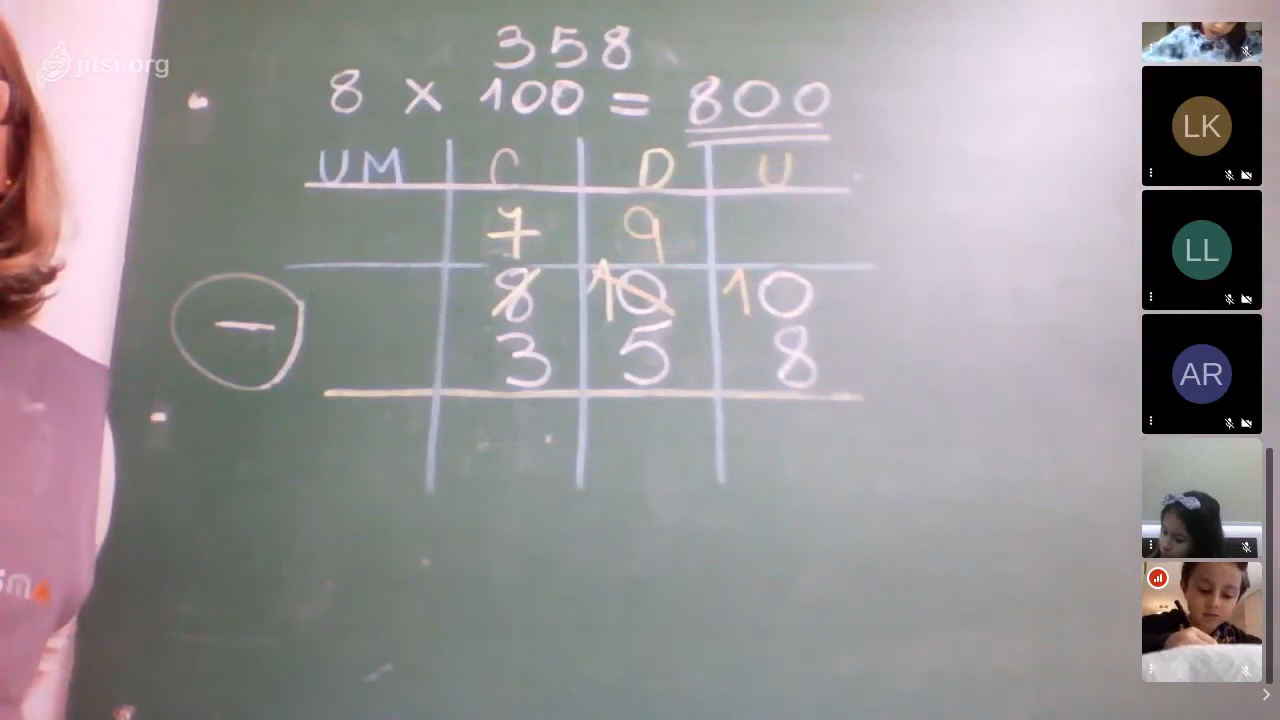 jitsi.org
358
8 × 100 = 800
UM C D U
7 9
8 10 10
3 5 8
−
LK
LL
AR